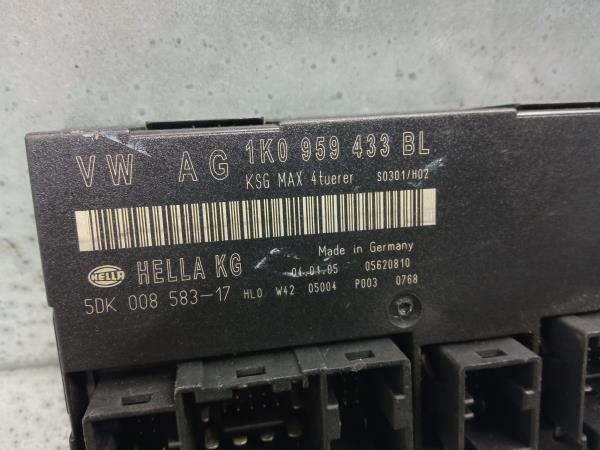 VW AG 1K0 959 433 BL
KSG MAX 4tuerer S0301/H02
Made in Germany
HELLA HELLA KG 04.01.05 05620810
5DK 008 583-17 HL0 W42 05004 P003 0768